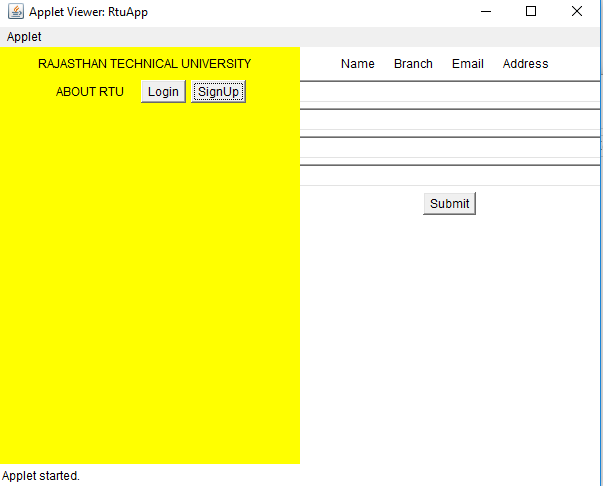 Applet Viewer: RtuApp
Applet
RAJASTHAN TECHNICAL UNIVERSITY
ABOUT RTU Login SignUp
Name Branch Email Address
Submit
Applet started.